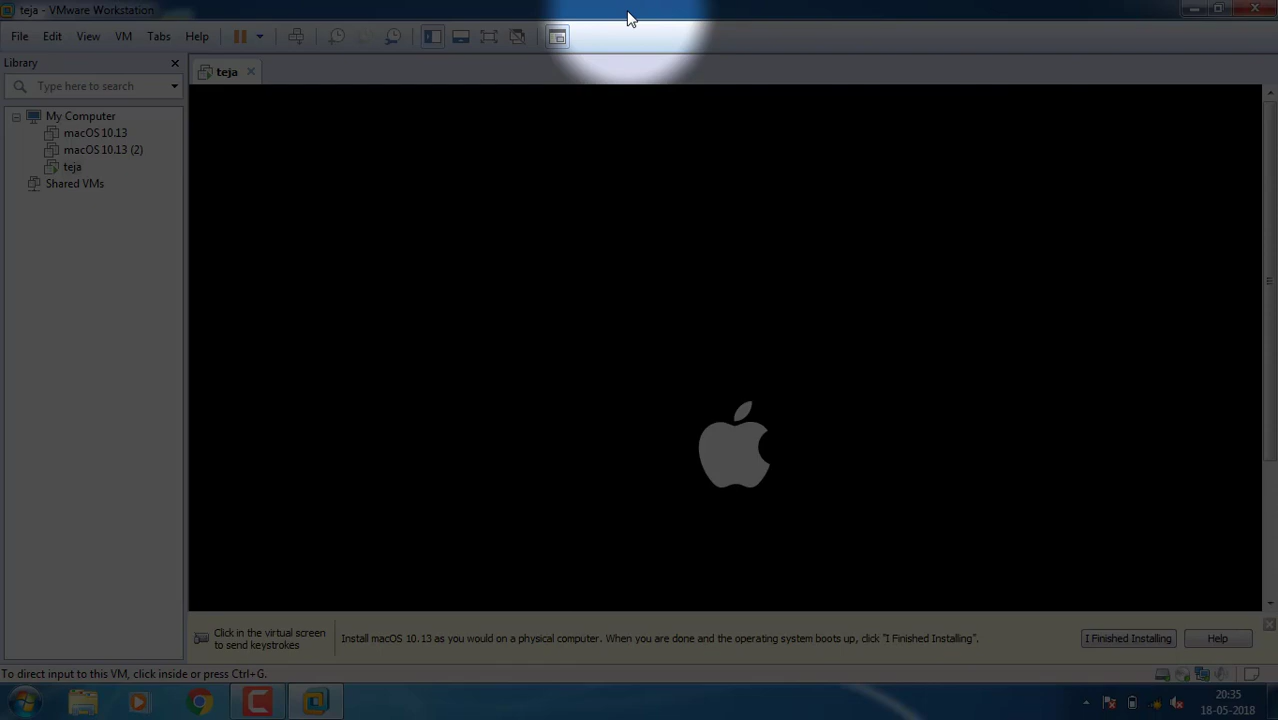 teja - VMware Workstation
File Edit View VM Tabs Help
Library
teja
Type here to search
My Computer
macOS 10.13
macOS 10.13 (2)
teja
Shared VMs
Click in the virtual screen
to send keystrokes
Install macOS 10.13 as you would on a physical computer. When you are done and the operating system boots up, click "I Finished Installing".
I Finished Installing
Help
To direct input to this VM, click inside or press Ctrl+G.
20:35
18-05-2018